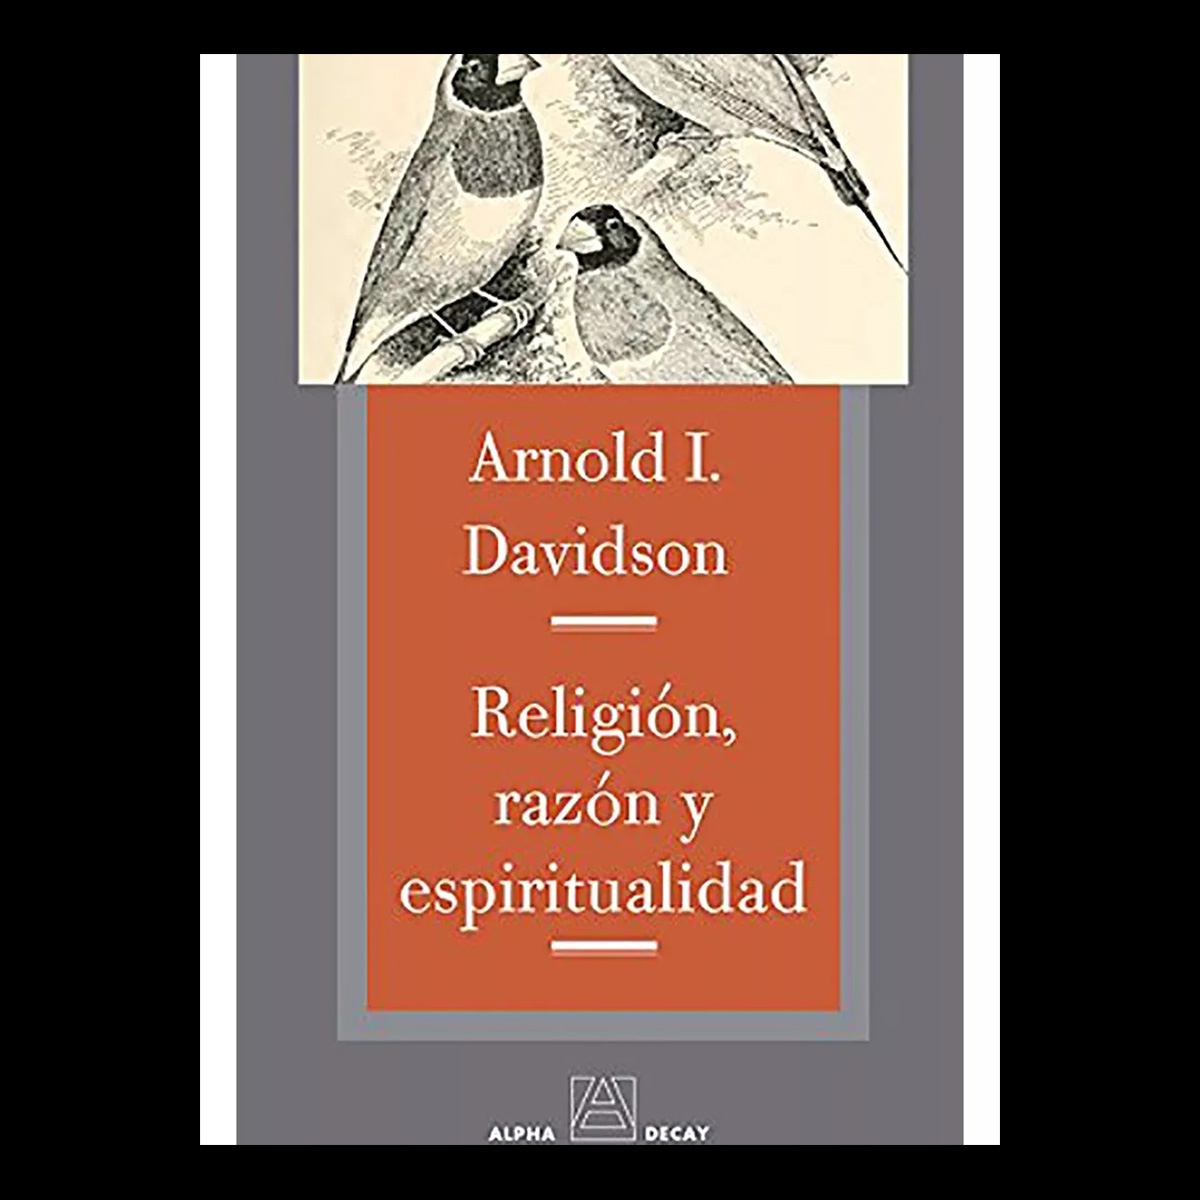 Arnold I.
Davidson
Religión,
razón y
espiritualidad
ALPHA DECAY